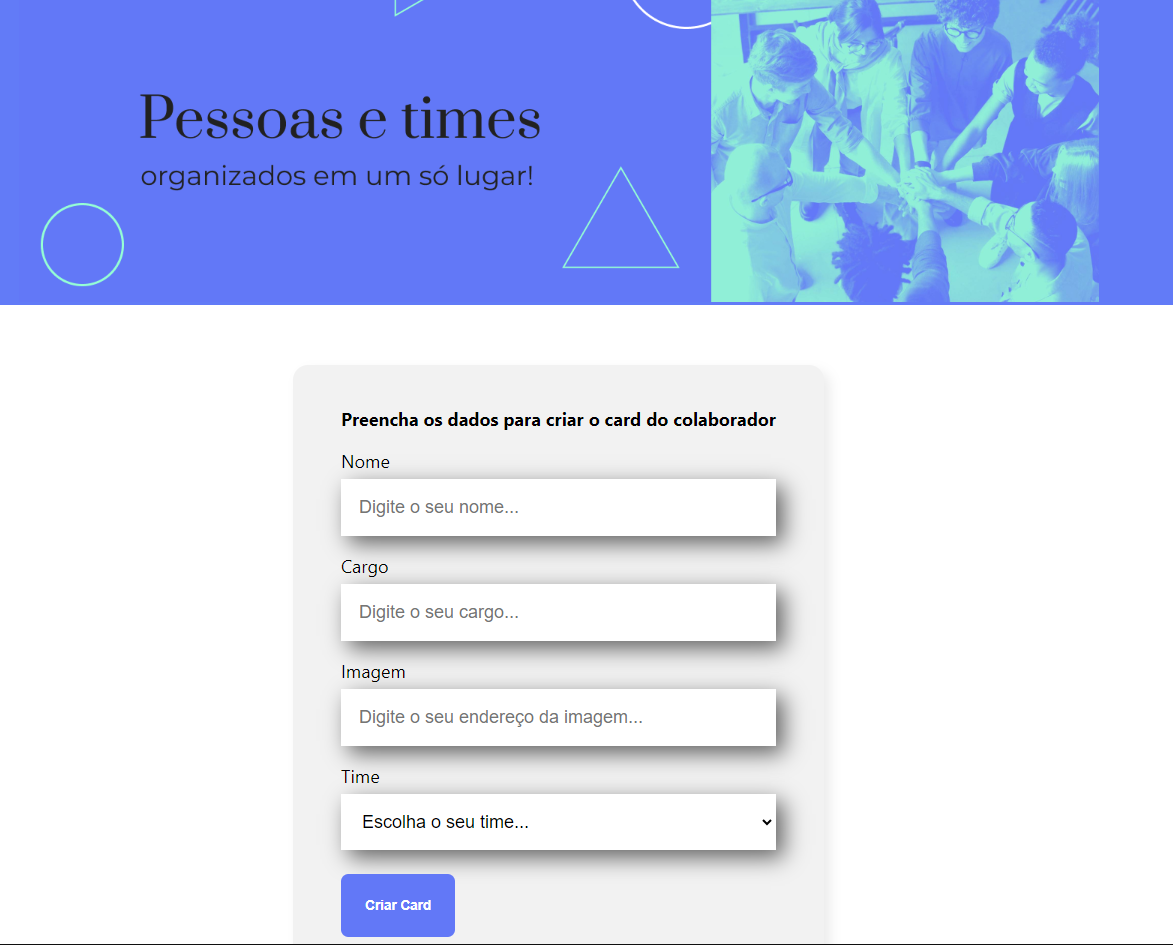 Pessoas e times
organizados em um só lugar!
Preencha os dados para criar o card do colaborador
Nome
Digite o seu nome...
Cargo
Digite o seu cargo...
Imagem
Digite o seu endereço da imagem...
Time
Escolha o seu time...
Criar Card